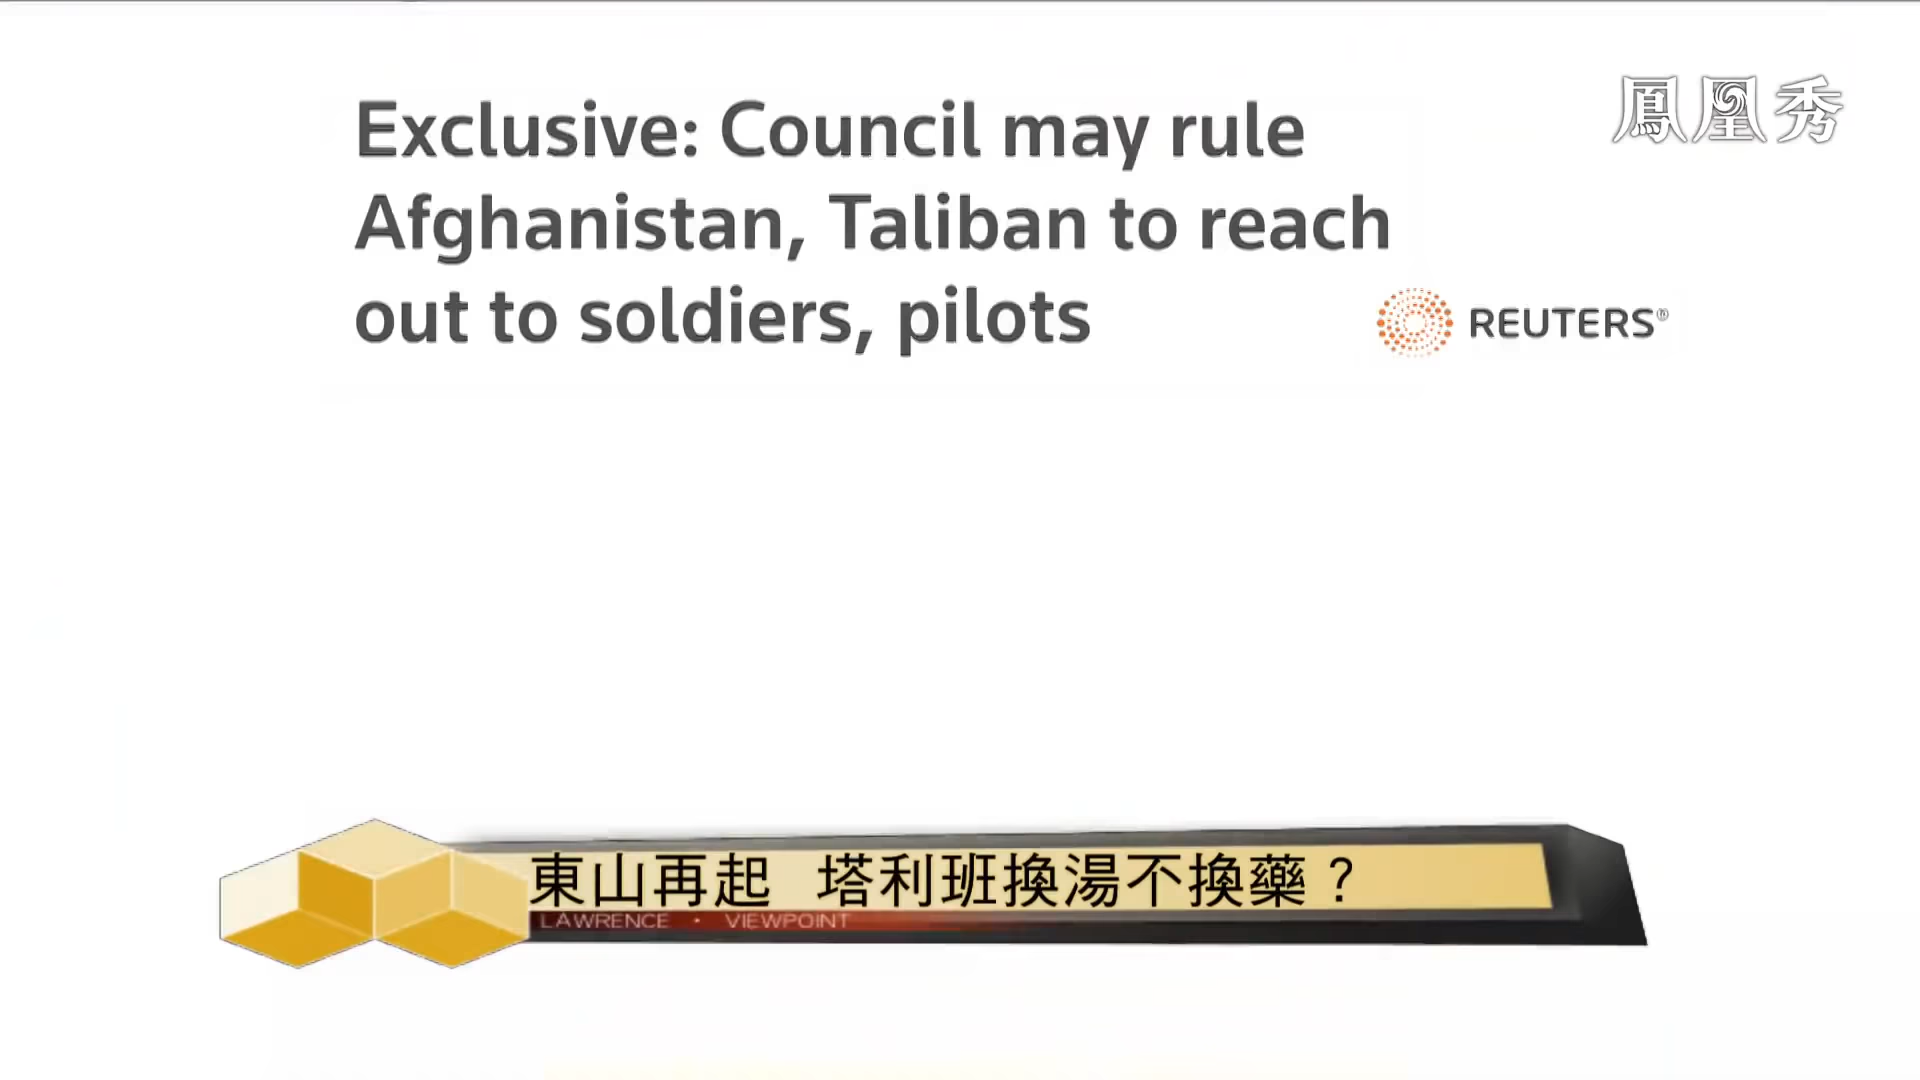 鳳凰秀
Exclusive: Council may rule
Afghanistan, Taliban to reach
out to soldiers, pilots
REUTERS®
東山再起 塔利班換湯不換藥？
LAWRENCE · VIEWPOINT